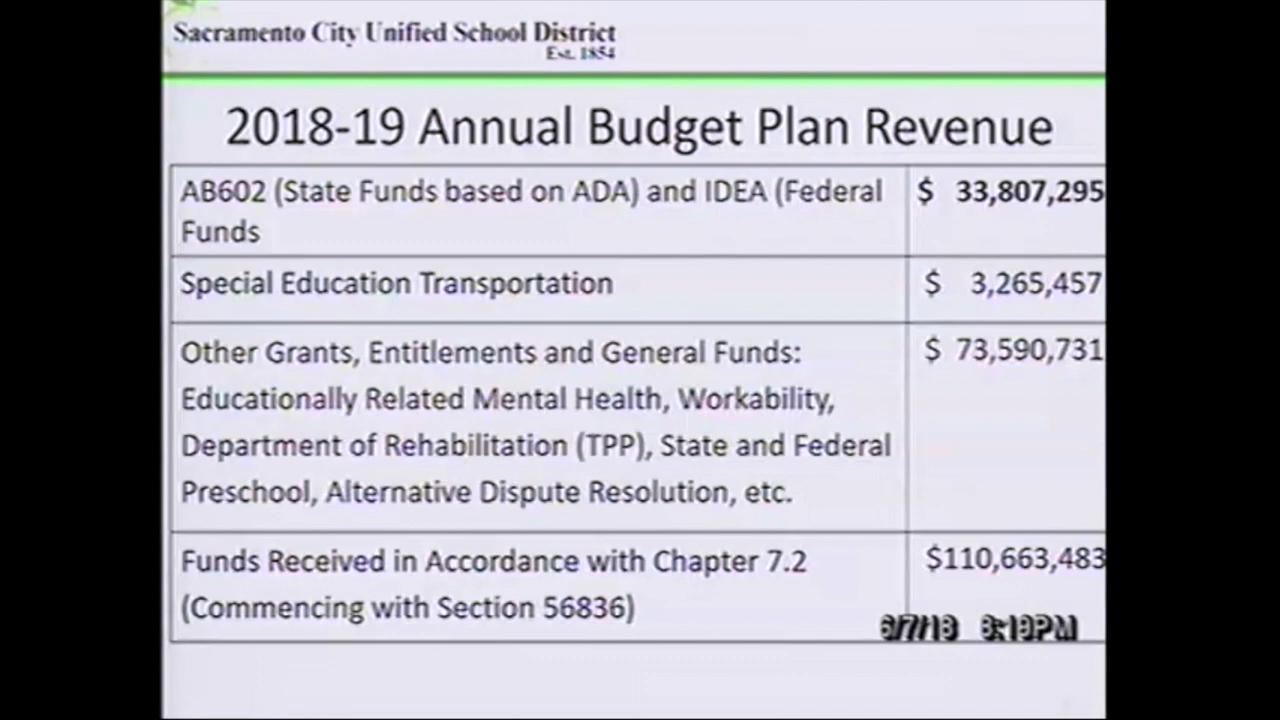 Sacramento City Unified School District
Est. 1854
2018-19 Annual Budget Plan Revenue
AB602 (State Funds based on ADA) and IDEA (Federal
Funds
$ 33,807,295
Special Education Transportation
$ 3,265,457
Other Grants, Entitlements and General Funds:
Educationally Related Mental Health, Workability,
Department of Rehabilitation (TPP), State and Federal
Preschool, Alternative Dispute Resolution, etc.
$ 73,590,731
Funds Received in Accordance with Chapter 7.2
(Commencing with Section 56836)
$110,663,483
6/7/18